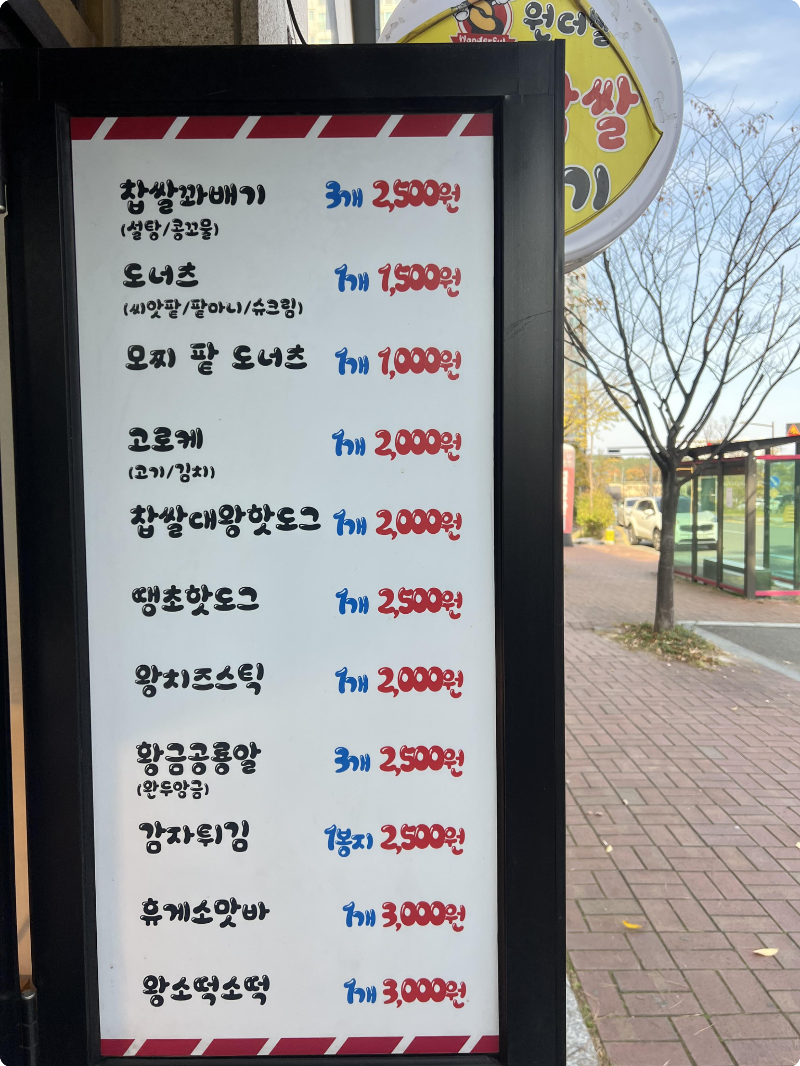 Wonderful
원더풀
찹쌀
기
찹쌀꽈배기 3개 2,500원
(설탕/콩꼬물)
도너츠 1개 1,500원
(씨앗팥/팥마니/슈크림)
모찌 팥 도너츠 1개 1,000원
고로케 1개 2,000원
(고기/김치)
찹쌀대왕핫도그 1개 2,000원
땡초핫도그 1개 2,500원
왕치즈스틱 1개 2,000원
황금공룡알 3개 2,500원
(완두앙금)
감자튀김 1봉지 2,500원
휴게소맛바 1개 3,000원
왕소떡소떡 1개 3,000원